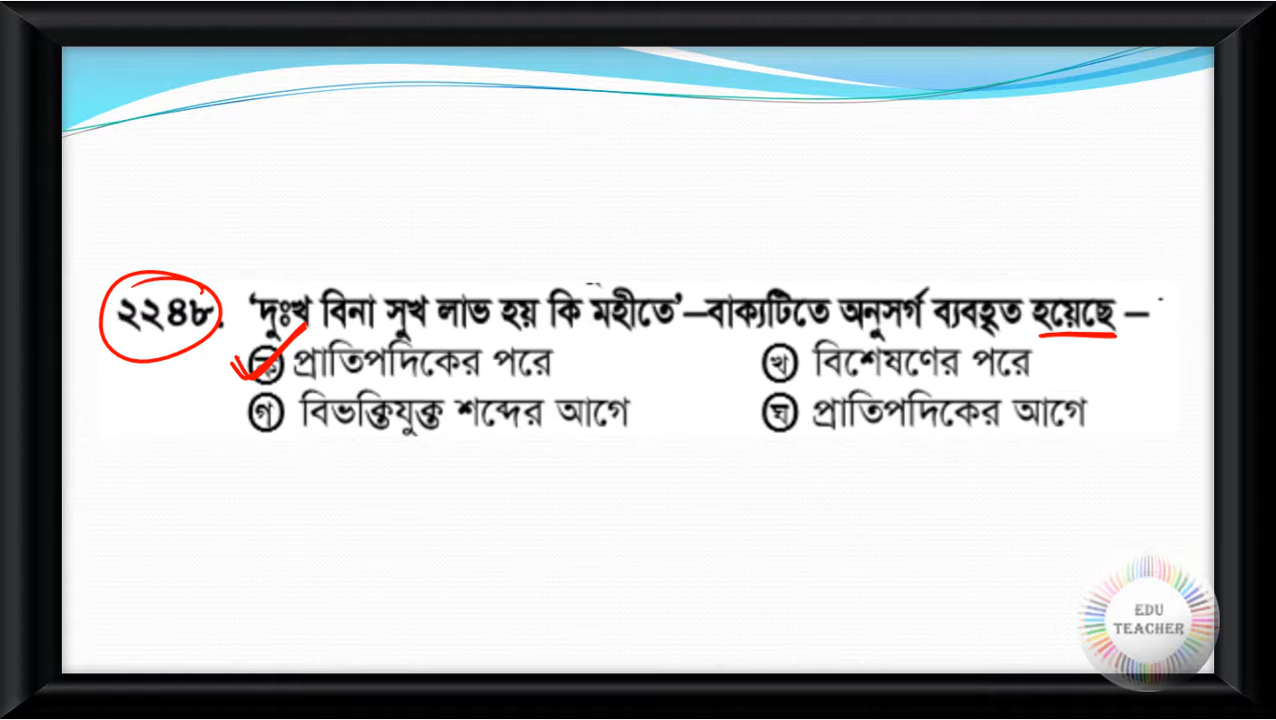 ২২৪৮. ‘দুঃখ বিনা সুখ লাভ হয় কি মহীতে’–বাক্যটিতে অনুসর্গ ব্যবহৃত হয়েছে –
ক প্রাতিপদিকের পরে খ বিশেষণের পরে
গ বিভক্তিযুক্ত শব্দের আগে ঘ প্রাতিপদিকের আগে
EDU
TEACHER